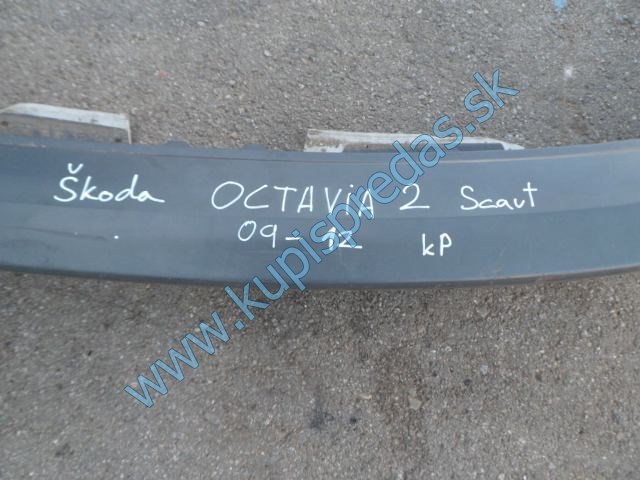 Škoda OCTAViA 2 Scaut
09-12 kP
www.kupispredas.sk